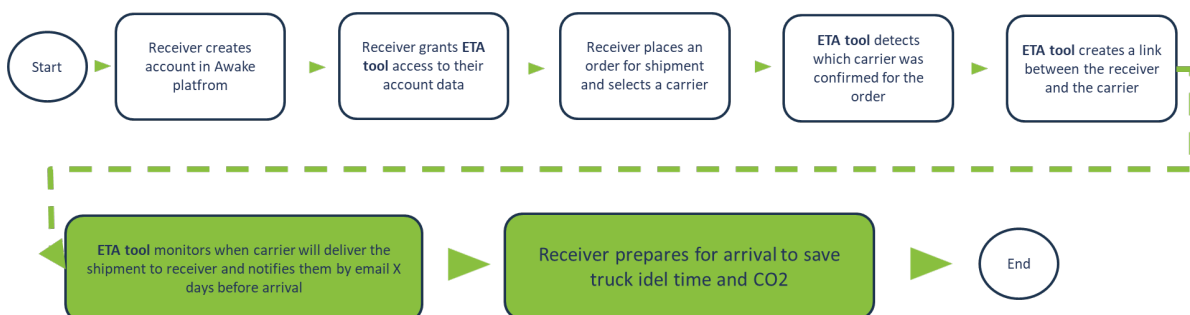 Start
Receiver creates
account in Awake
platfrom
Receiver grants ETA
tool access to their
account data
Receiver places an
order for shipment
and selects a carrier
ETA tool detects
which carrier was
confirmed for the
order
ETA tool creates a link
between the receiver
and the carrier
ETA tool monitors when carrier will deliver the
shipment to receiver and notifies them by email X
days before arrival
Receiver prepares for arrival to save
truck idel time and CO2
End